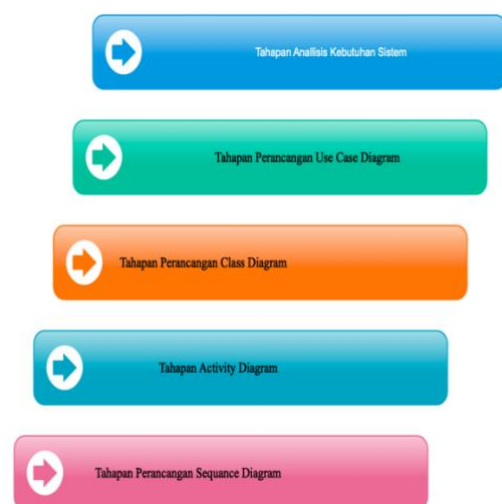 Tahapan Anallisis Kebutuhan Sistem
Tahapan Perancangan Use Case Diagram
Tahapan Perancangan Class Diagram
Tahapan Activity Diagram
Tahapan Perancangan Sequance Diagram